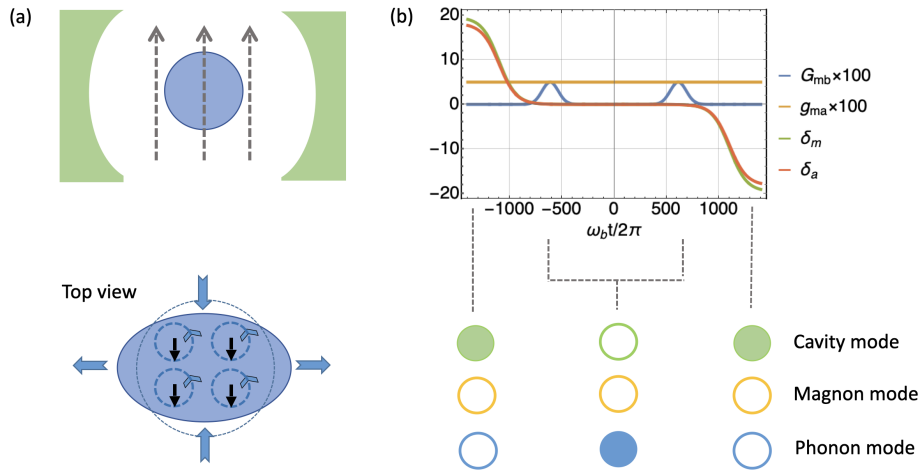 (a)
Top view
(b)
20
10
0
−10
−20
−1000 −500 0 500 1000
ω_b t/2π
G_mb×100
g_ma×100
δ_m
δ_a
Cavity mode
Magnon mode
Phonon mode